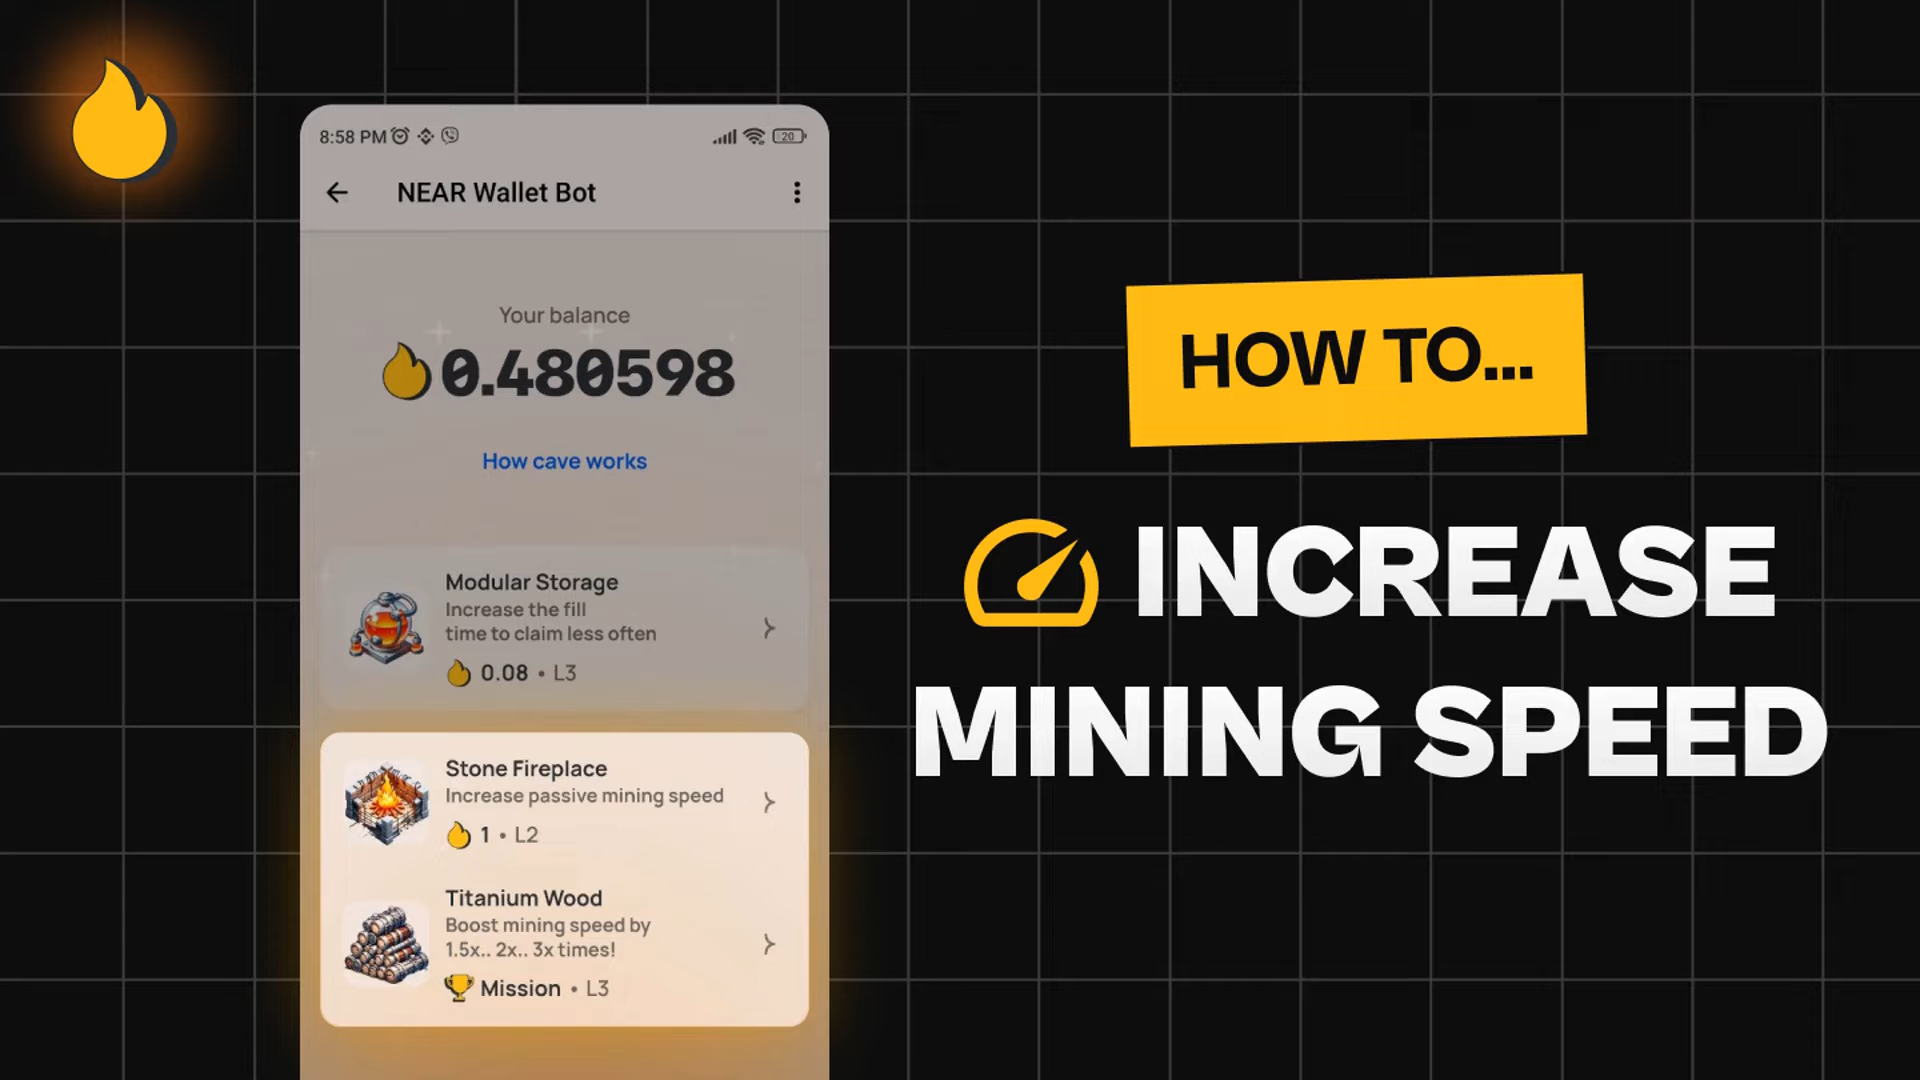 8:58 PM
20
NEAR Wallet Bot
Your balance
0.480598
How cave works
Modular Storage
Increase the fill
time to claim less often
0.08 • L3
Stone Fireplace
Increase passive mining speed
1 • L2
Titanium Wood
Boost mining speed by
1.5x.. 2x.. 3x times!
Mission • L3
HOW TO...
INCREASE
MINING SPEED